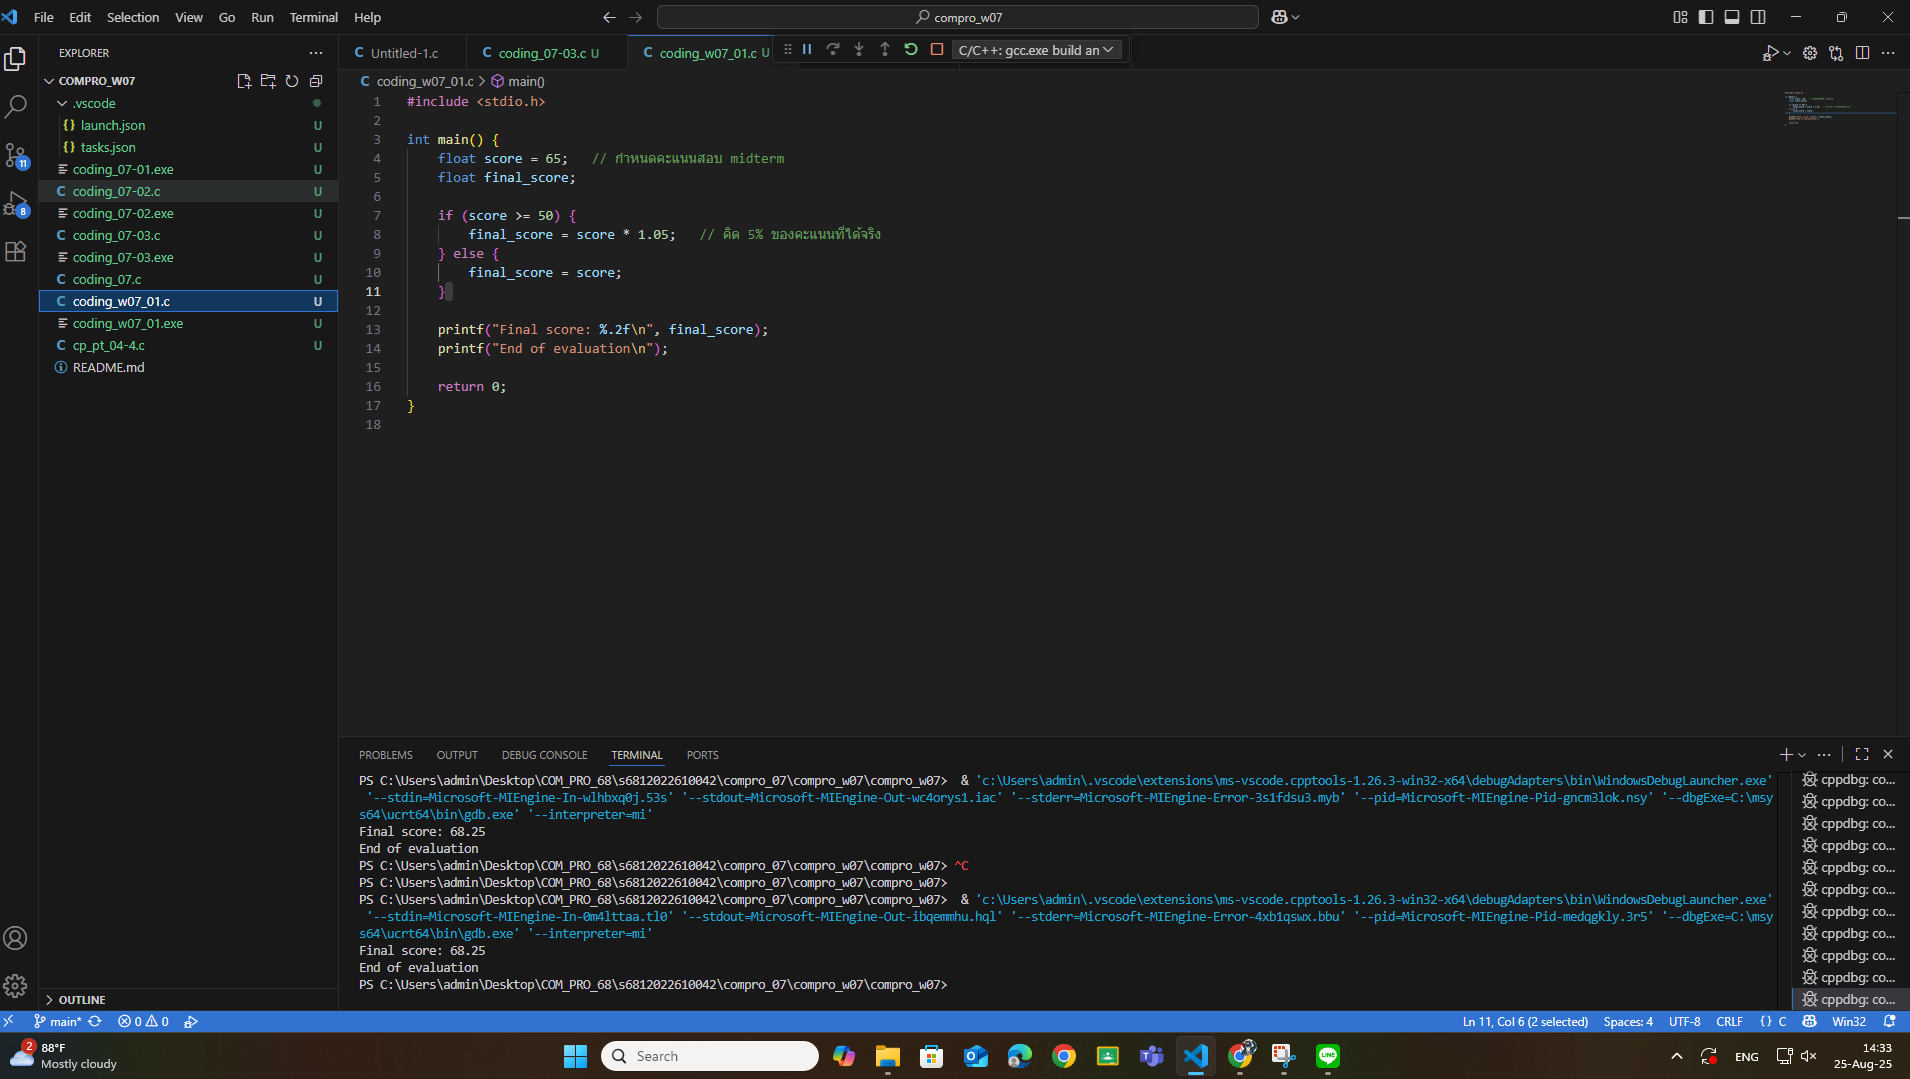 File Edit Selection View Go Run Terminal Help
compro_w07
EXPLORER
COMPRO_W07
.vscode
launch.json U
tasks.json U
coding_07-01.exe U
coding_07-02.c U
coding_07-02.exe U
coding_07-03.c U
coding_07-03.exe U
coding_07.c U
coding_w07_01.c U
coding_w07_01.exe U
cp_pt_04-4.c U
README.md
OUTLINE
11
8
Untitled-1.c coding_07-03.c U coding_w07_01.c U C/C++: gcc.exe build an
coding_w07_01.c > main()
1 #include <stdio.h>
2
3 int main() {
4 float score = 65; // กำหนดคะแนนสอบ midterm
5 float final_score;
6
7 if (score >= 50) {
8 final_score = score * 1.05; // คิด 5% ของคะแนนที่ได้จริง
9 } else {
10 final_score = score;
11 }
12
13 printf("Final score: %.2f\n", final_score);
14 printf("End of evaluation\n");
15
16 return 0;
17 }
18
PROBLEMS OUTPUT DEBUG CONSOLE TERMINAL PORTS
PS C:\Users\admin\Desktop\COM_PRO_68\s6812022610042\compro_07\compro_w07\compro_w07> & 'c:\Users\admin\.vscode\extensions\ms-vscode.cpptools-1.26.3-win32-x64\debugAdapters\bin\WindowsDebugLauncher.exe'
'--stdin=Microsoft-MIEngine-In-wlhbxq0j.53s' '--stdout=Microsoft-MIEngine-Out-wc4orys1.iac' '--stderr=Microsoft-MIEngine-Error-3s1fdsu3.myb' '--pid=Microsoft-MIEngine-Pid-gncm3lok.nsy' '--dbgExe=C:\msy
s64\ucrt64\bin\gdb.exe' '--interpreter=mi'
Final score: 68.25
End of evaluation
PS C:\Users\admin\Desktop\COM_PRO_68\s6812022610042\compro_07\compro_w07\compro_w07> ^C
PS C:\Users\admin\Desktop\COM_PRO_68\s6812022610042\compro_07\compro_w07\compro_w07>
PS C:\Users\admin\Desktop\COM_PRO_68\s6812022610042\compro_07\compro_w07\compro_w07> & 'c:\Users\admin\.vscode\extensions\ms-vscode.cpptools-1.26.3-win32-x64\debugAdapters\bin\WindowsDebugLauncher.exe'
'--stdin=Microsoft-MIEngine-In-0m4lttaa.tl0' '--stdout=Microsoft-MIEngine-Out-ibqemmhu.hql' '--stderr=Microsoft-MIEngine-Error-4xb1qswx.bbu' '--pid=Microsoft-MIEngine-Pid-medqgkly.3r5' '--dbgExe=C:\msy
s64\ucrt64\bin\gdb.exe' '--interpreter=mi'
Final score: 68.25
End of evaluation
PS C:\Users\admin\Desktop\COM_PRO_68\s6812022610042\compro_07\compro_w07\compro_w07>
cppdbg: co...
cppdbg: co...
cppdbg: co...
cppdbg: co...
cppdbg: co...
cppdbg: co...
cppdbg: co...
cppdbg: co...
cppdbg: co...
cppdbg: co...
cppdbg: co...
main* 0 0 Ln 11, Col 6 (2 selected) Spaces: 4 UTF-8 CRLF {} C Win32
2
88°F
Mostly cloudy
Search
ENG
14:33
25-Aug-25